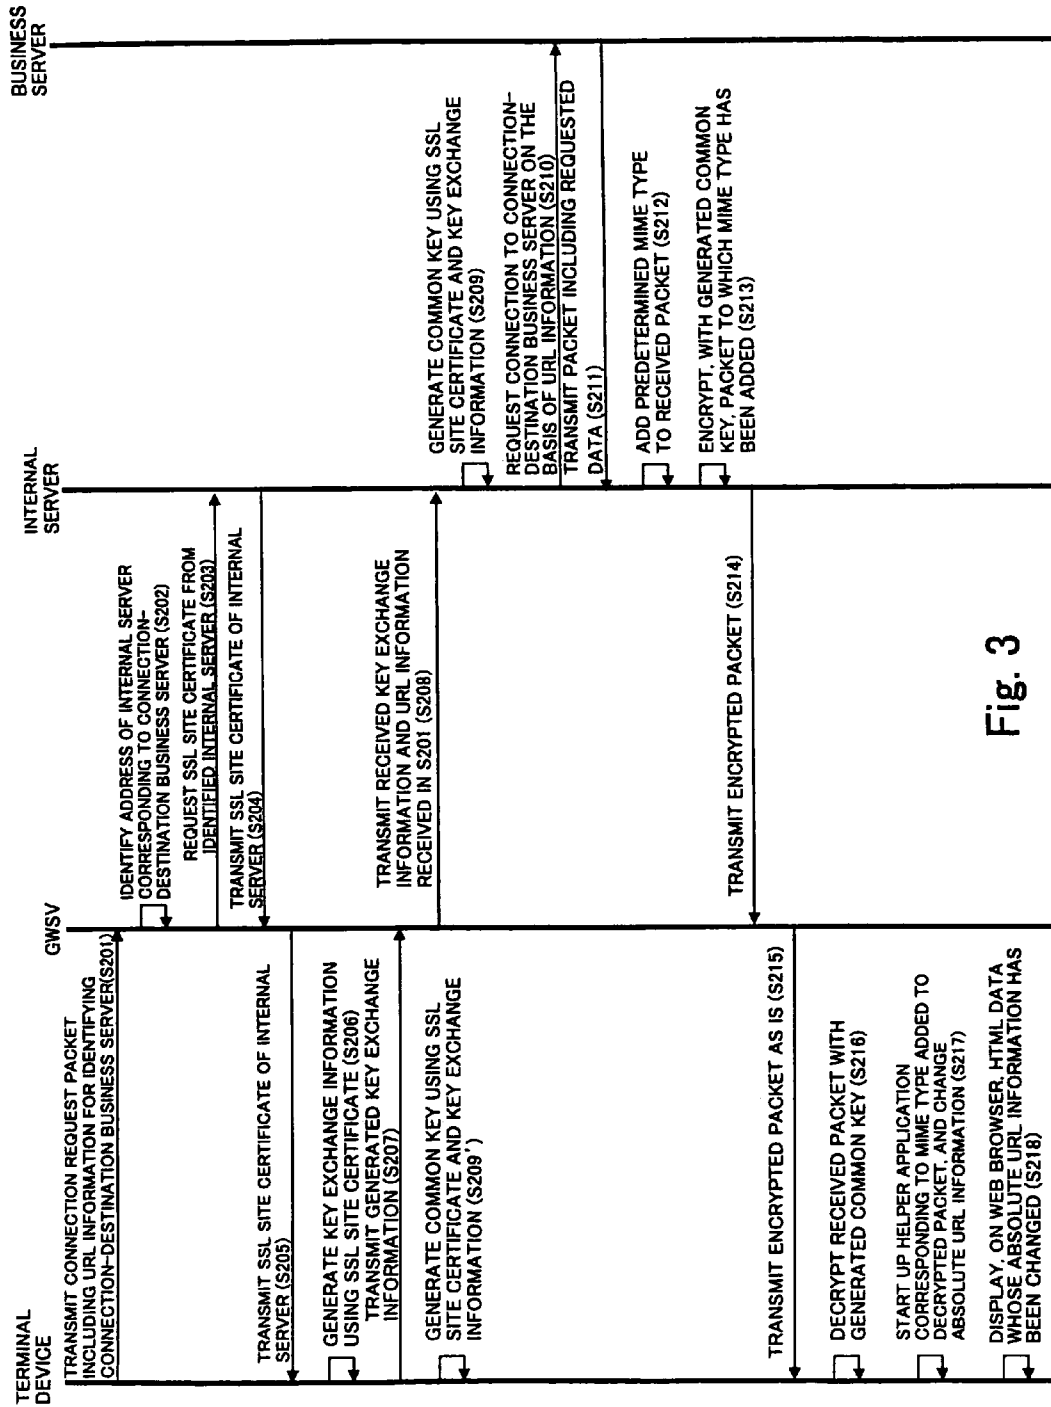 TERMINAL
DEVICE
GWSV
INTERNAL
SERVER
BUSINESS
SERVER
TRANSMIT CONNECTION REQUEST PACKET
INCLUDING URL INFORMATION FOR IDENTIFYING
CONNECTION-DESTINATION BUSINESS SERVER(S201)
IDENTIFY ADDRESS OF INTERNAL SERVER
CORRESPONDING TO CONNECTION-
DESTINATION BUSINESS SERVER (S202)
REQUEST SSL SITE CERTIFICATE FROM
IDENTIFIED INTERNAL SERVER (S203)
TRANSMIT SSL SITE CERTIFICATE OF INTERNAL
SERVER (S204)
TRANSMIT SSL SITE CERTIFICATE OF INTERNAL
SERVER (S205)
GENERATE KEY EXCHANGE INFORMATION
USING SSL SITE CERTIFICATE (S206)
TRANSMIT GENERATED KEY EXCHANGE
INFORMATION (S207)
TRANSMIT RECEIVED KEY EXCHANGE
INFORMATION AND URL INFORMATION
RECEIVED IN S201 (S208)
GENERATE COMMON KEY USING SSL
SITE CERTIFICATE AND KEY EXCHANGE
INFORMATION (S209')
GENERATE COMMON KEY USING SSL
SITE CERTIFICATE AND KEY EXCHANGE
INFORMATION (S209)
REQUEST CONNECTION TO CONNECTION-
DESTINATION BUSINESS SERVER ON THE
BASIS OF URL INFORMATION (S210)
TRANSMIT PACKET INCLUDING REQUESTED
DATA (S211)
ADD PREDETERMINED MIME TYPE
TO RECEIVED PACKET (S212)
ENCRYPT, WITH GENERATED COMMON
KEY, PACKET TO WHICH MIME TYPE HAS
BEEN ADDED (S213)
TRANSMIT ENCRYPTED PACKET (S214)
TRANSMIT ENCRYPTED PACKET AS IS (S215)
DECRYPT RECEIVED PACKET WITH
GENERATED COMMON KEY (S216)
START UP HELPER APPLICATION
CORRESPONDING TO MIME TYPE ADDED TO
DECRYPTED PACKET, AND CHANGE
ABSOLUTE URL INFORMATION (S217)
DISPLAY, ON WEB BROWSER, HTML DATA
WHOSE ABSOLUTE URL INFORMATION HAS
BEEN CHANGED (S218)
Fig. 3